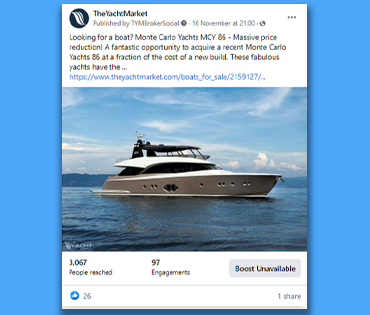 TheYachtMarket
Published by TYMBrokerSocial · 16 November at 21:00 ·
Looking for a boat? Monte Carlo Yachts MCY 86 - Massive price
reduction! A fantastic opportunity to acquire a recent Monte Carlo
Yachts 86 at a fraction of the cost of a new build. These fabulous
yachts have the ...
https://www.theyachtmarket.com/boats_for_sale/2159127/...
YACHT
3,067
People reached
97
Engagements
Boost Unavailable
26
1 share